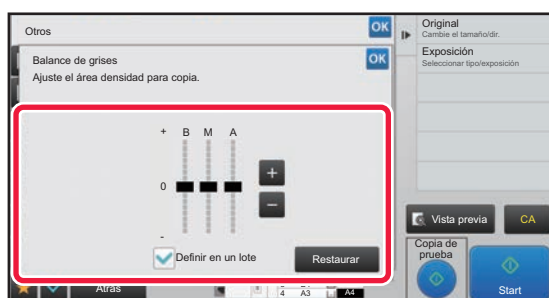 Otros
OK
Balance de grises
OK
Ajuste el área densidad para copia.
+ B M A
0
-
+
−
Definir en un lote
Restaurar
Atrás
4 A3
A4
Original
Cambie el tamaño/dir.
Exposición
Seleccionar tipo/exposición
Vista previa
CA
Copia de
prueba
Start